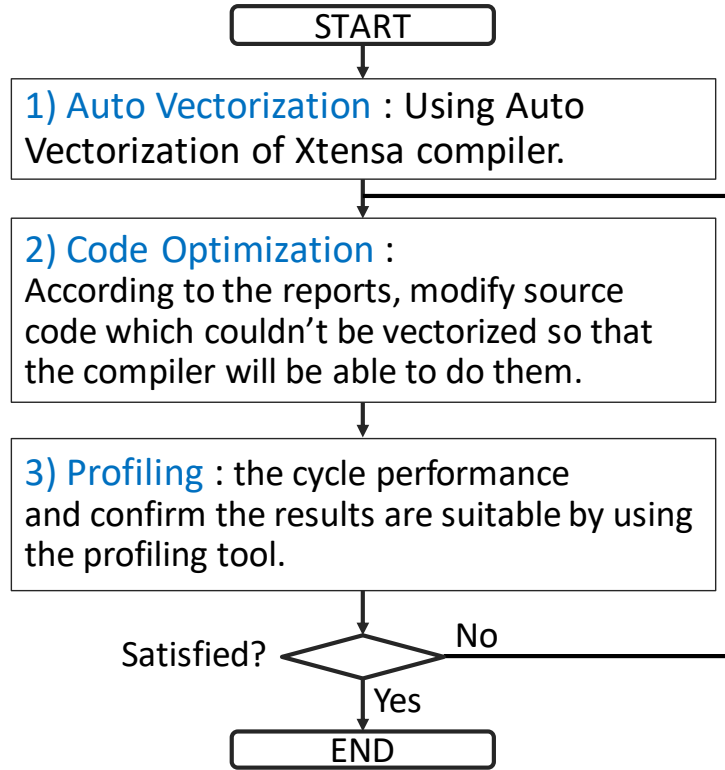 START
1) Auto Vectorization : Using Auto
Vectorization of Xtensa compiler.
2) Code Optimization :
According to the reports, modify source
code which couldn’t be vectorized so that
the compiler will be able to do them.
3) Profiling : the cycle performance
and confirm the results are suitable by using
the profiling tool.
Satisfied?
No
Yes
END